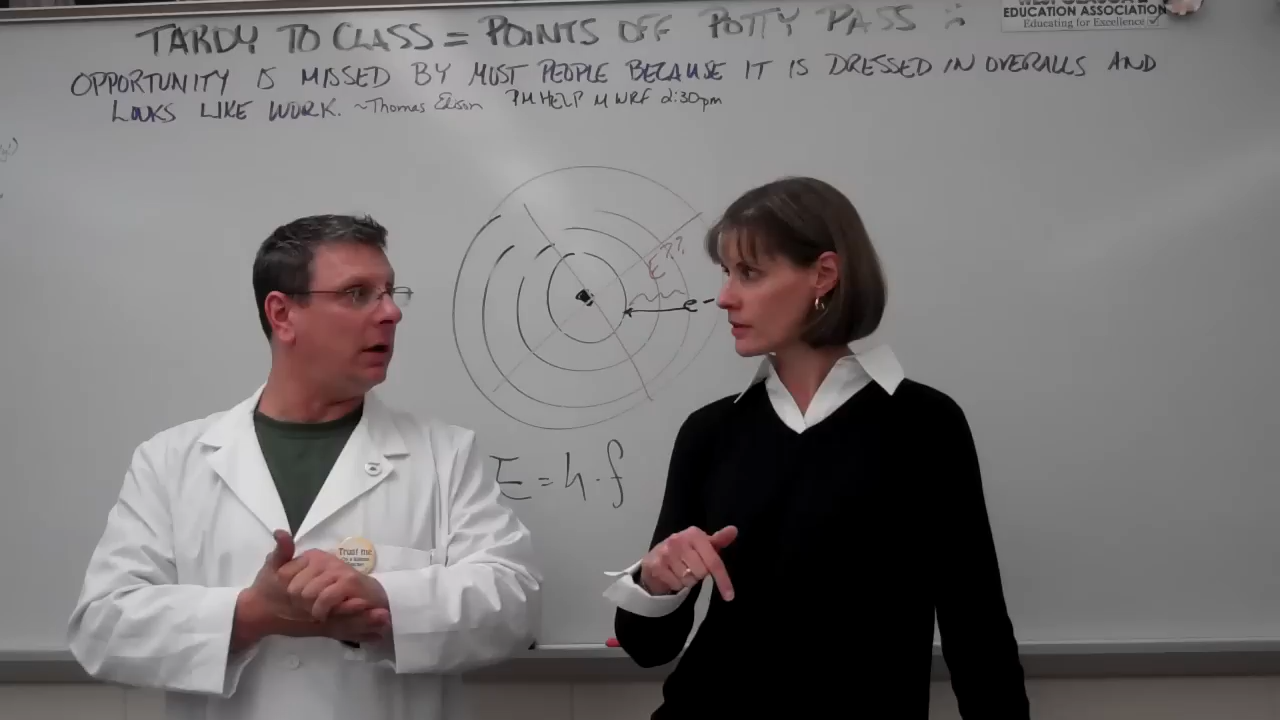 TARDY TO CLASS = POINTS OFF POTTY PASS :
EDUCATION ASSOCIATION
Educating for Excellence
OPPORTUNITY IS MISSED BY MOST PEOPLE BECAUSE IT IS DRESSED IN OVERALLS AND
LOOKS LIKE WORK. ~Thomas Edison PM HELP M WRF 2:30pm
E??
e-
E = h · f
Trust me